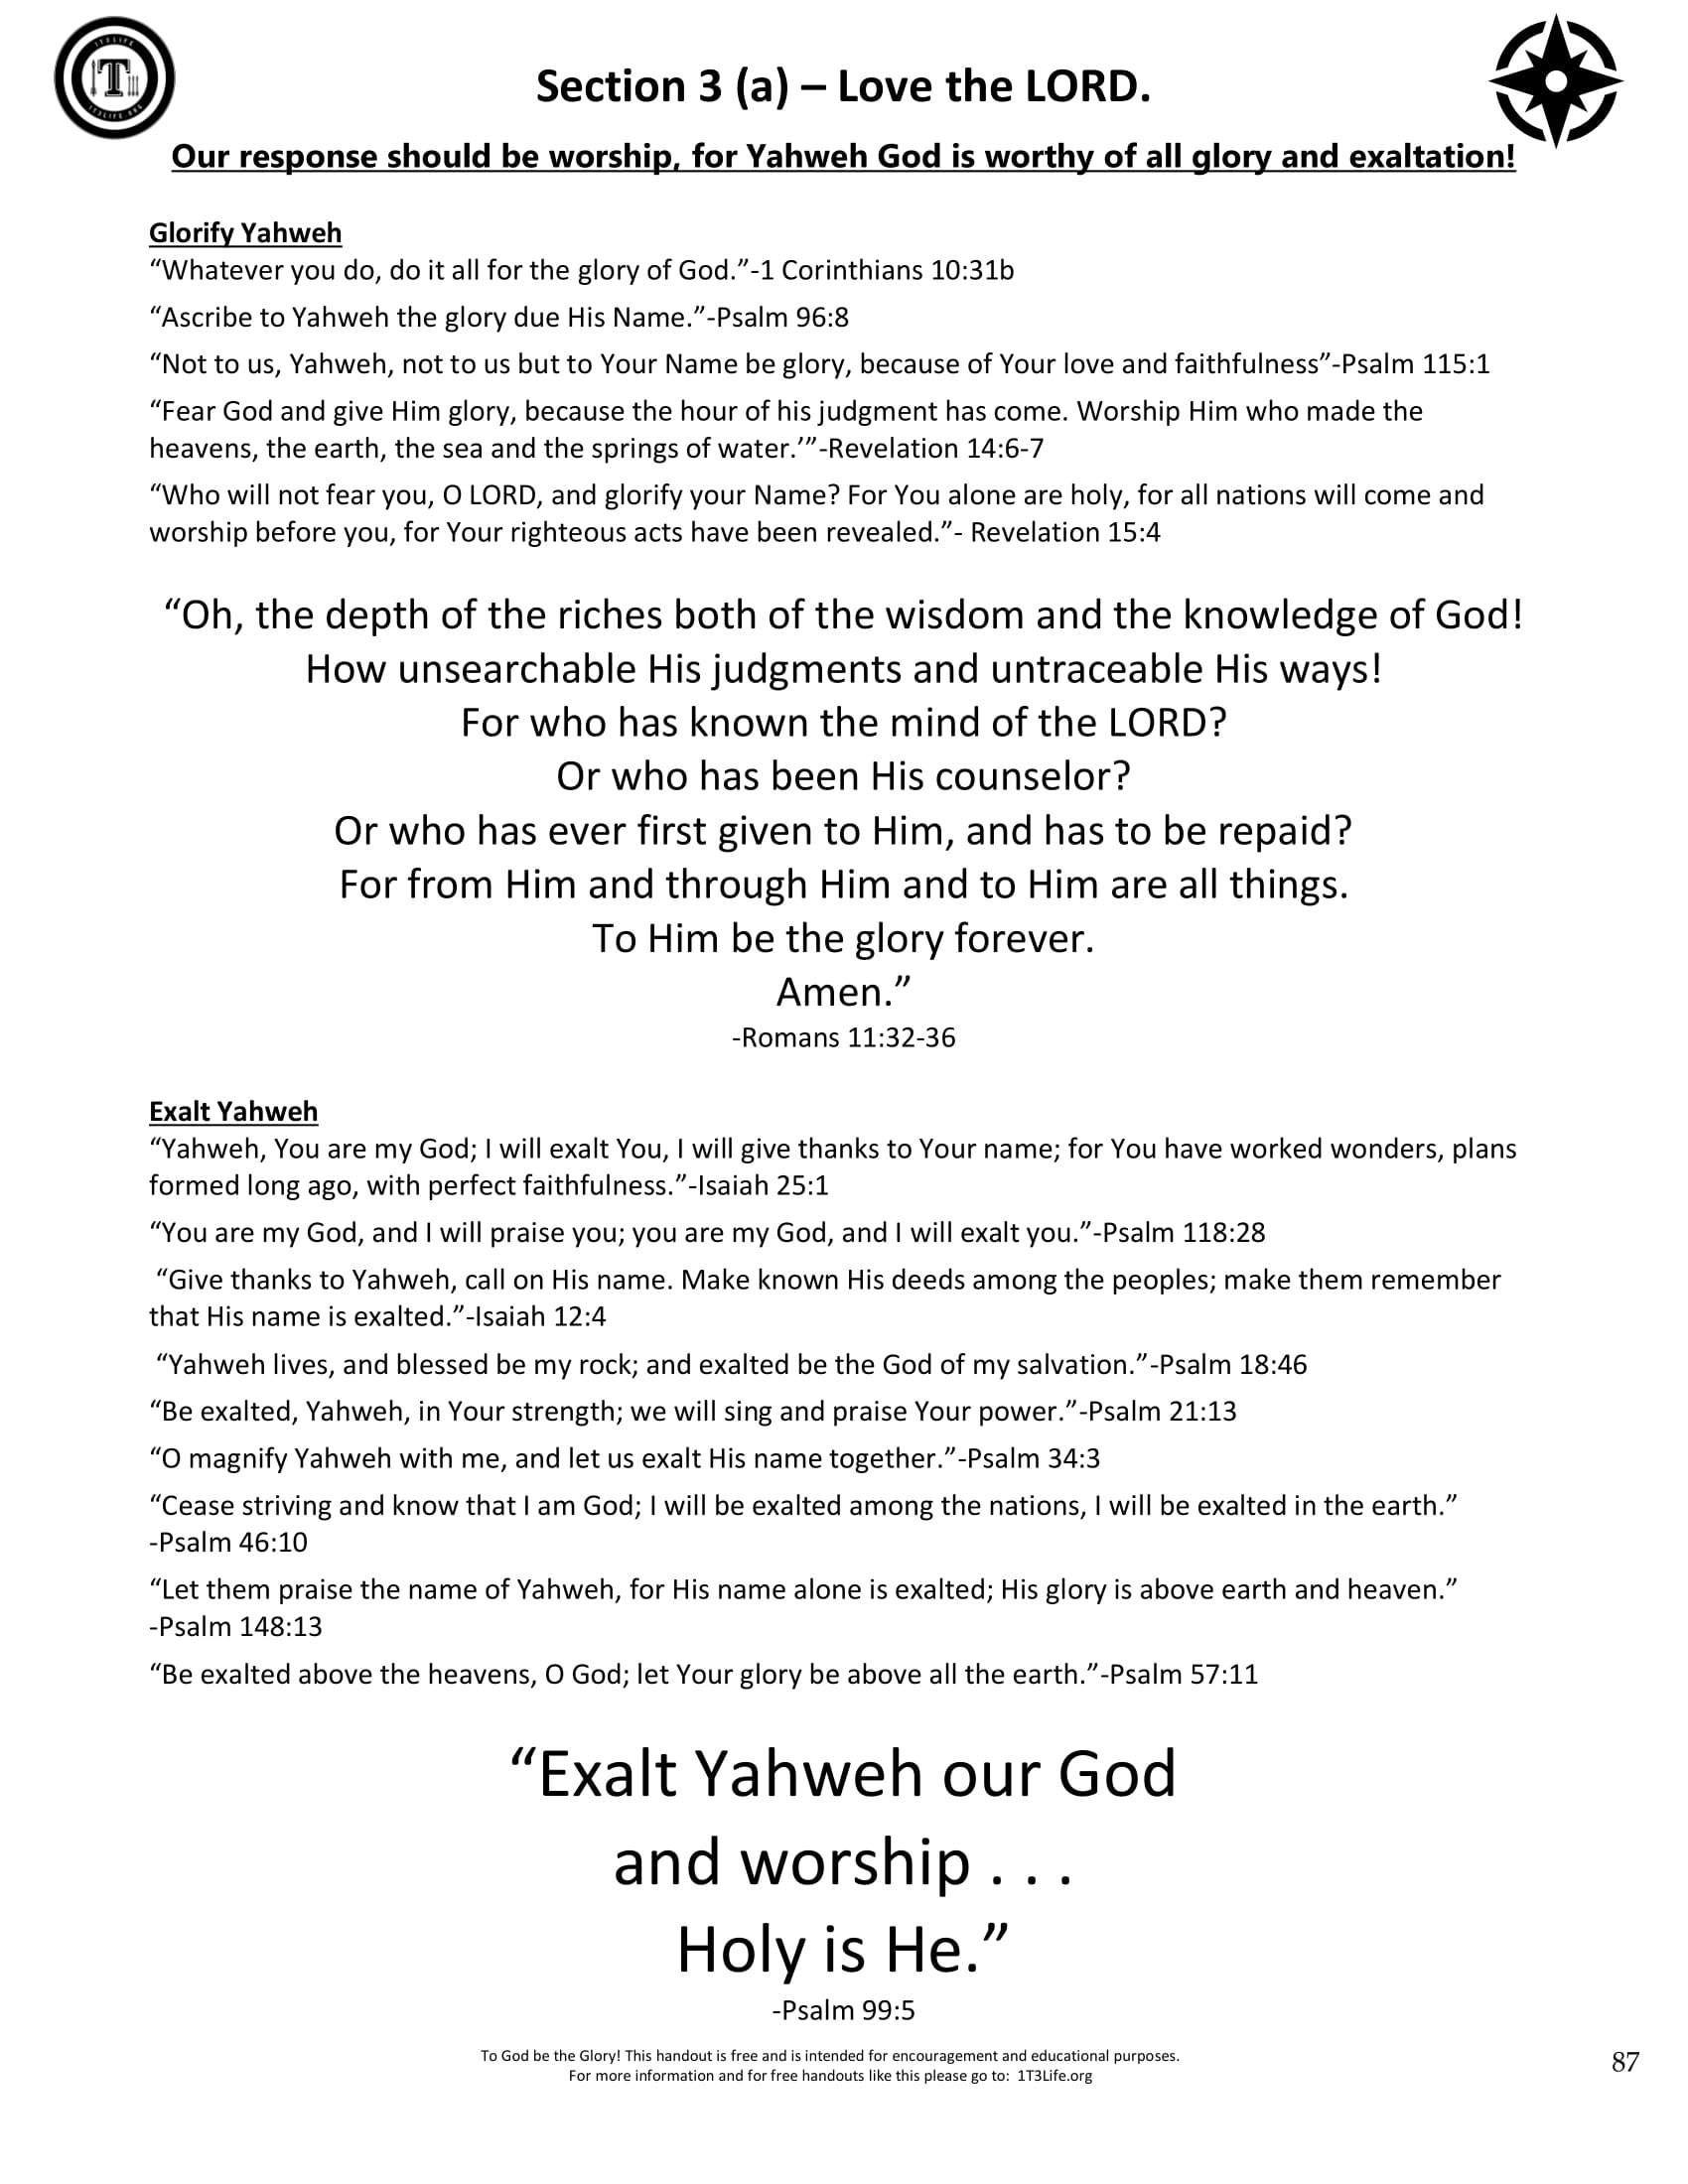 1T3LIFE
T
1T3LIFE.ORG
Section 3 (a) – Love the LORD.
Our response should be worship, for Yahweh God is worthy of all glory and exaltation!
Glorify Yahweh
“Whatever you do, do it all for the glory of God.”-1 Corinthians 10:31b
“Ascribe to Yahweh the glory due His Name.”-Psalm 96:8
“Not to us, Yahweh, not to us but to Your Name be glory, because of Your love and faithfulness”-Psalm 115:1
“Fear God and give Him glory, because the hour of his judgment has come. Worship Him who made the
heavens, the earth, the sea and the springs of water.’”-Revelation 14:6-7
“Who will not fear you, O LORD, and glorify your Name? For You alone are holy, for all nations will come and
worship before you, for Your righteous acts have been revealed.”- Revelation 15:4
“Oh, the depth of the riches both of the wisdom and the knowledge of God!
How unsearchable His judgments and untraceable His ways!
For who has known the mind of the LORD?
Or who has been His counselor?
Or who has ever first given to Him, and has to be repaid?
For from Him and through Him and to Him are all things.
To Him be the glory forever.
Amen.”
-Romans 11:32-36
Exalt Yahweh
“Yahweh, You are my God; I will exalt You, I will give thanks to Your name; for You have worked wonders, plans
formed long ago, with perfect faithfulness.”-Isaiah 25:1
“You are my God, and I will praise you; you are my God, and I will exalt you.”-Psalm 118:28
“Give thanks to Yahweh, call on His name. Make known His deeds among the peoples; make them remember
that His name is exalted.”-Isaiah 12:4
“Yahweh lives, and blessed be my rock; and exalted be the God of my salvation.”-Psalm 18:46
“Be exalted, Yahweh, in Your strength; we will sing and praise Your power.”-Psalm 21:13
“O magnify Yahweh with me, and let us exalt His name together.”-Psalm 34:3
“Cease striving and know that I am God; I will be exalted among the nations, I will be exalted in the earth.”
-Psalm 46:10
“Let them praise the name of Yahweh, for His name alone is exalted; His glory is above earth and heaven.”
-Psalm 148:13
“Be exalted above the heavens, O God; let Your glory be above all the earth.”-Psalm 57:11
“Exalt Yahweh our God
and worship . . .
Holy is He.”
-Psalm 99:5
To God be the Glory! This handout is free and is intended for encouragement and educational purposes.
For more information and for free handouts like this please go to:  1T3Life.org
87